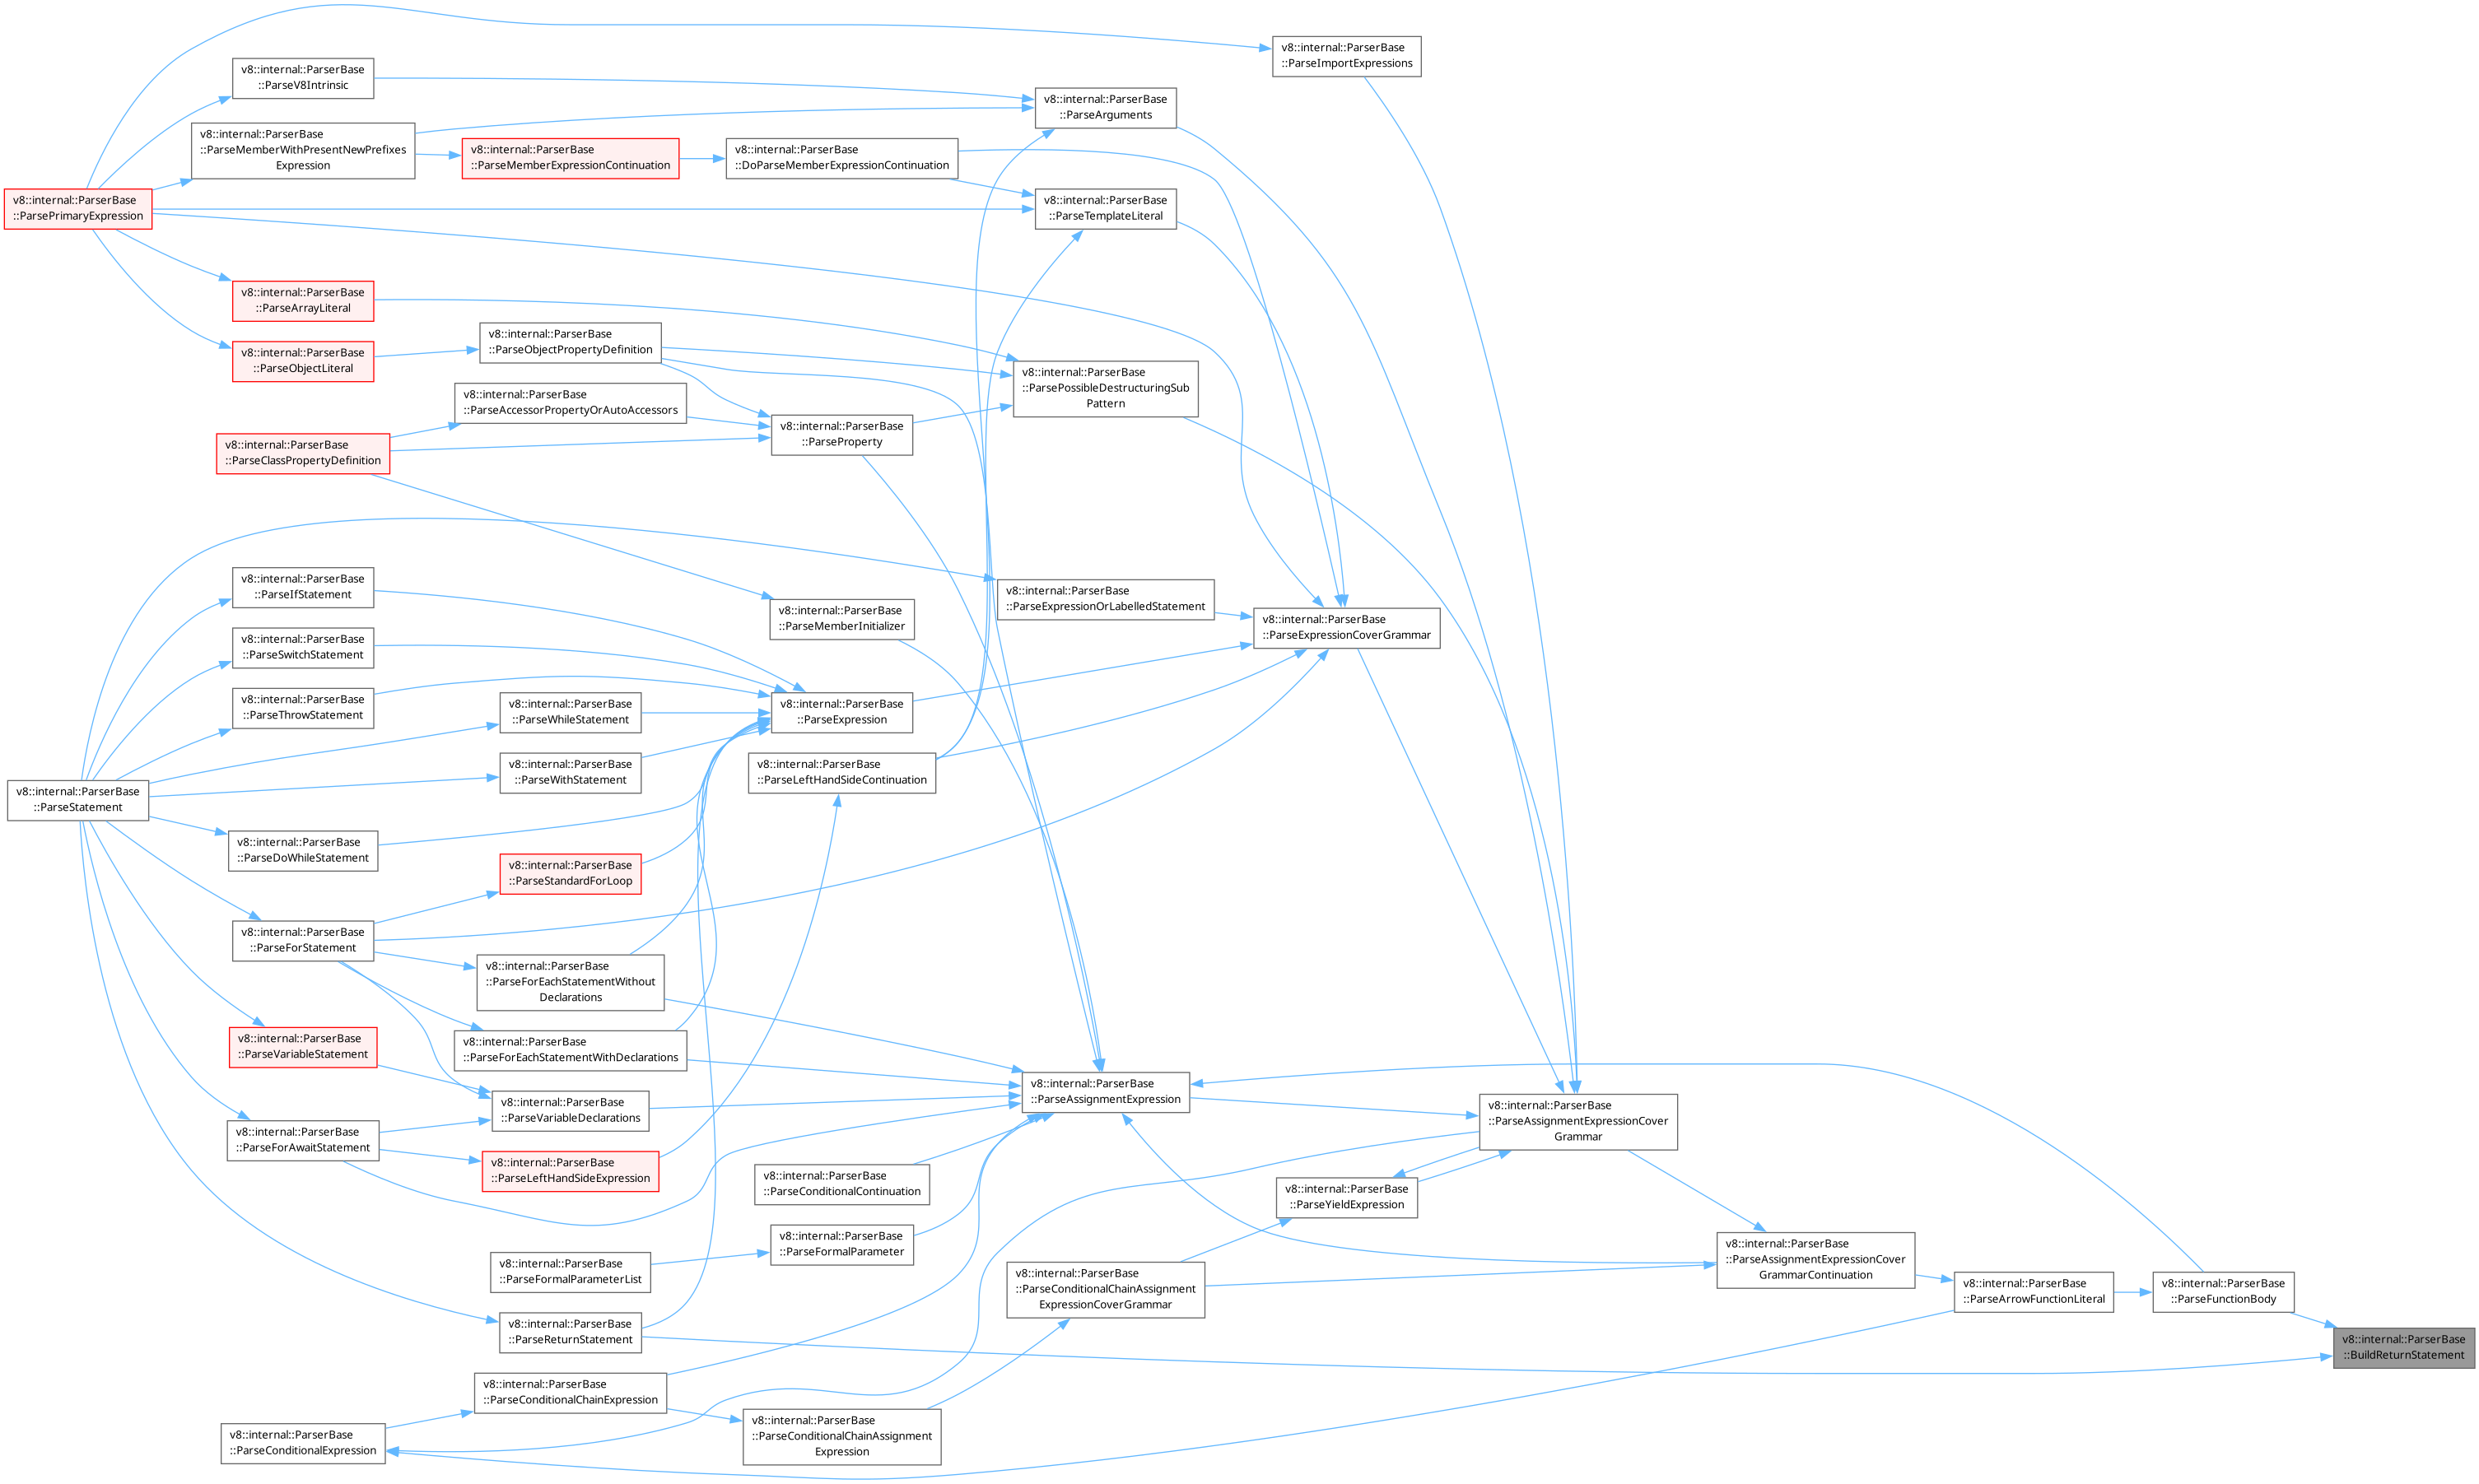 v8::internal::ParserBase
::ParseImportExpressions
v8::internal::ParserBase
::ParseV8Intrinsic
v8::internal::ParserBase
::ParseArguments
v8::internal::ParserBase
::ParseMemberWithPresentNewPrefixes
Expression
v8::internal::ParserBase
::ParseMemberExpressionContinuation
v8::internal::ParserBase
::DoParseMemberExpressionContinuation
v8::internal::ParserBase
::ParsePrimaryExpression
v8::internal::ParserBase
::ParseTemplateLiteral
v8::internal::ParserBase
::ParseArrayLiteral
v8::internal::ParserBase
::ParseObjectLiteral
v8::internal::ParserBase
::ParseObjectPropertyDefinition
v8::internal::ParserBase
::ParsePossibleDestructuringSub
Pattern
v8::internal::ParserBase
::ParseAccessorPropertyOrAutoAccessors
v8::internal::ParserBase
::ParseProperty
v8::internal::ParserBase
::ParseClassPropertyDefinition
v8::internal::ParserBase
::ParseIfStatement
v8::internal::ParserBase
::ParseExpressionOrLabelledStatement
v8::internal::ParserBase
::ParseMemberInitializer
v8::internal::ParserBase
::ParseExpressionCoverGrammar
v8::internal::ParserBase
::ParseSwitchStatement
v8::internal::ParserBase
::ParseThrowStatement
v8::internal::ParserBase
::ParseWhileStatement
v8::internal::ParserBase
::ParseExpression
v8::internal::ParserBase
::ParseWithStatement
v8::internal::ParserBase
::ParseLeftHandSideContinuation
v8::internal::ParserBase
::ParseStatement
v8::internal::ParserBase
::ParseDoWhileStatement
v8::internal::ParserBase
::ParseStandardForLoop
v8::internal::ParserBase
::ParseForStatement
v8::internal::ParserBase
::ParseForEachStatementWithout
Declarations
v8::internal::ParserBase
::ParseVariableStatement
v8::internal::ParserBase
::ParseForEachStatementWithDeclarations
v8::internal::ParserBase
::ParseAssignmentExpression
v8::internal::ParserBase
::ParseVariableDeclarations
v8::internal::ParserBase
::ParseAssignmentExpressionCover
Grammar
v8::internal::ParserBase
::ParseForAwaitStatement
v8::internal::ParserBase
::ParseLeftHandSideExpression
v8::internal::ParserBase
::ParseConditionalContinuation
v8::internal::ParserBase
::ParseYieldExpression
v8::internal::ParserBase
::ParseFormalParameter
v8::internal::ParserBase
::ParseFormalParameterList
v8::internal::ParserBase
::ParseAssignmentExpressionCover
GrammarContinuation
v8::internal::ParserBase
::ParseConditionalChainAssignment
ExpressionCoverGrammar
v8::internal::ParserBase
::ParseArrowFunctionLiteral
v8::internal::ParserBase
::ParseFunctionBody
v8::internal::ParserBase
::ParseReturnStatement
v8::internal::ParserBase
::BuildReturnStatement
v8::internal::ParserBase
::ParseConditionalChainExpression
v8::internal::ParserBase
::ParseConditionalChainAssignment
Expression
v8::internal::ParserBase
::ParseConditionalExpression